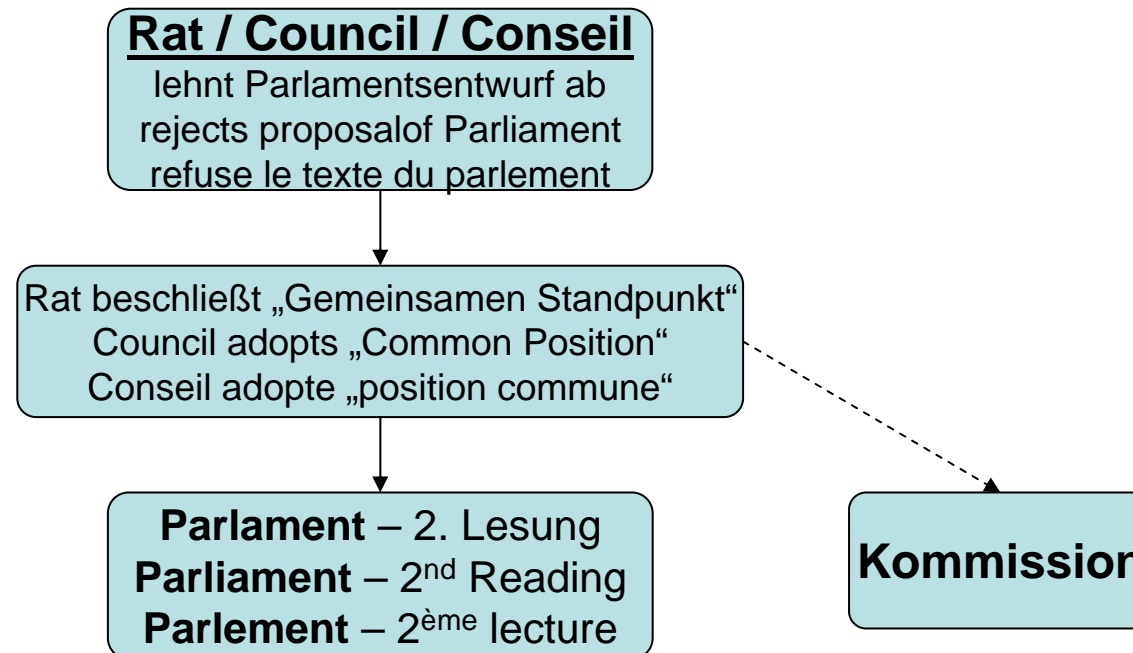 Rat / Council / Conseil
lehnt Parlamentsentwurf ab
rejects proposalof Parliament
refuse le texte du parlement
Rat beschließt „Gemeinsamen Standpunkt“
Council adopts „Common Position“
Conseil adopte „position commune“
Parlament – 2. Lesung
Parliament – 2nd Reading
Parlement – 2ème lecture
Kommission